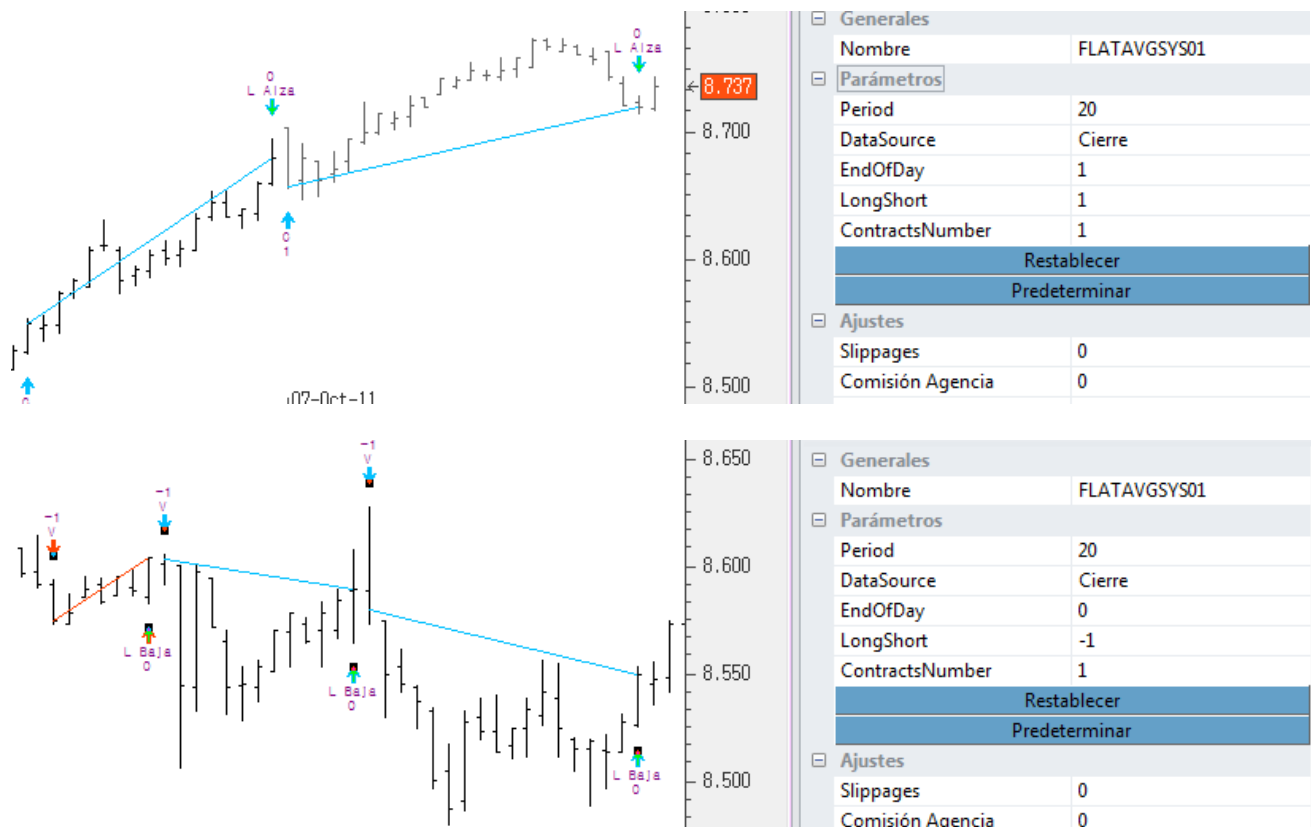 Generales
Nombre FLATAVGSYS01
Parámetros
Period 20
DataSource Cierre
EndOfDay 1
LongShort 1
ContractsNumber 1
Restablecer
Predeterminar
Ajustes
Slippages 0
Comisión Agencia 0
0
L Alza
0
L Alza
0
1
0
8.737
8.700
8.600
8.500
07-Oct-11
Generales
Nombre FLATAVGSYS01
Parámetros
Period 20
DataSource Cierre
EndOfDay 0
LongShort -1
ContractsNumber 1
Restablecer
Predeterminar
Ajustes
Slippages 0
Comisión Agencia 0
-1
V
-1
V
-1
V
L Baja
0
L Baja
0
L Baja
0
8.650
8.600
8.550
8.500